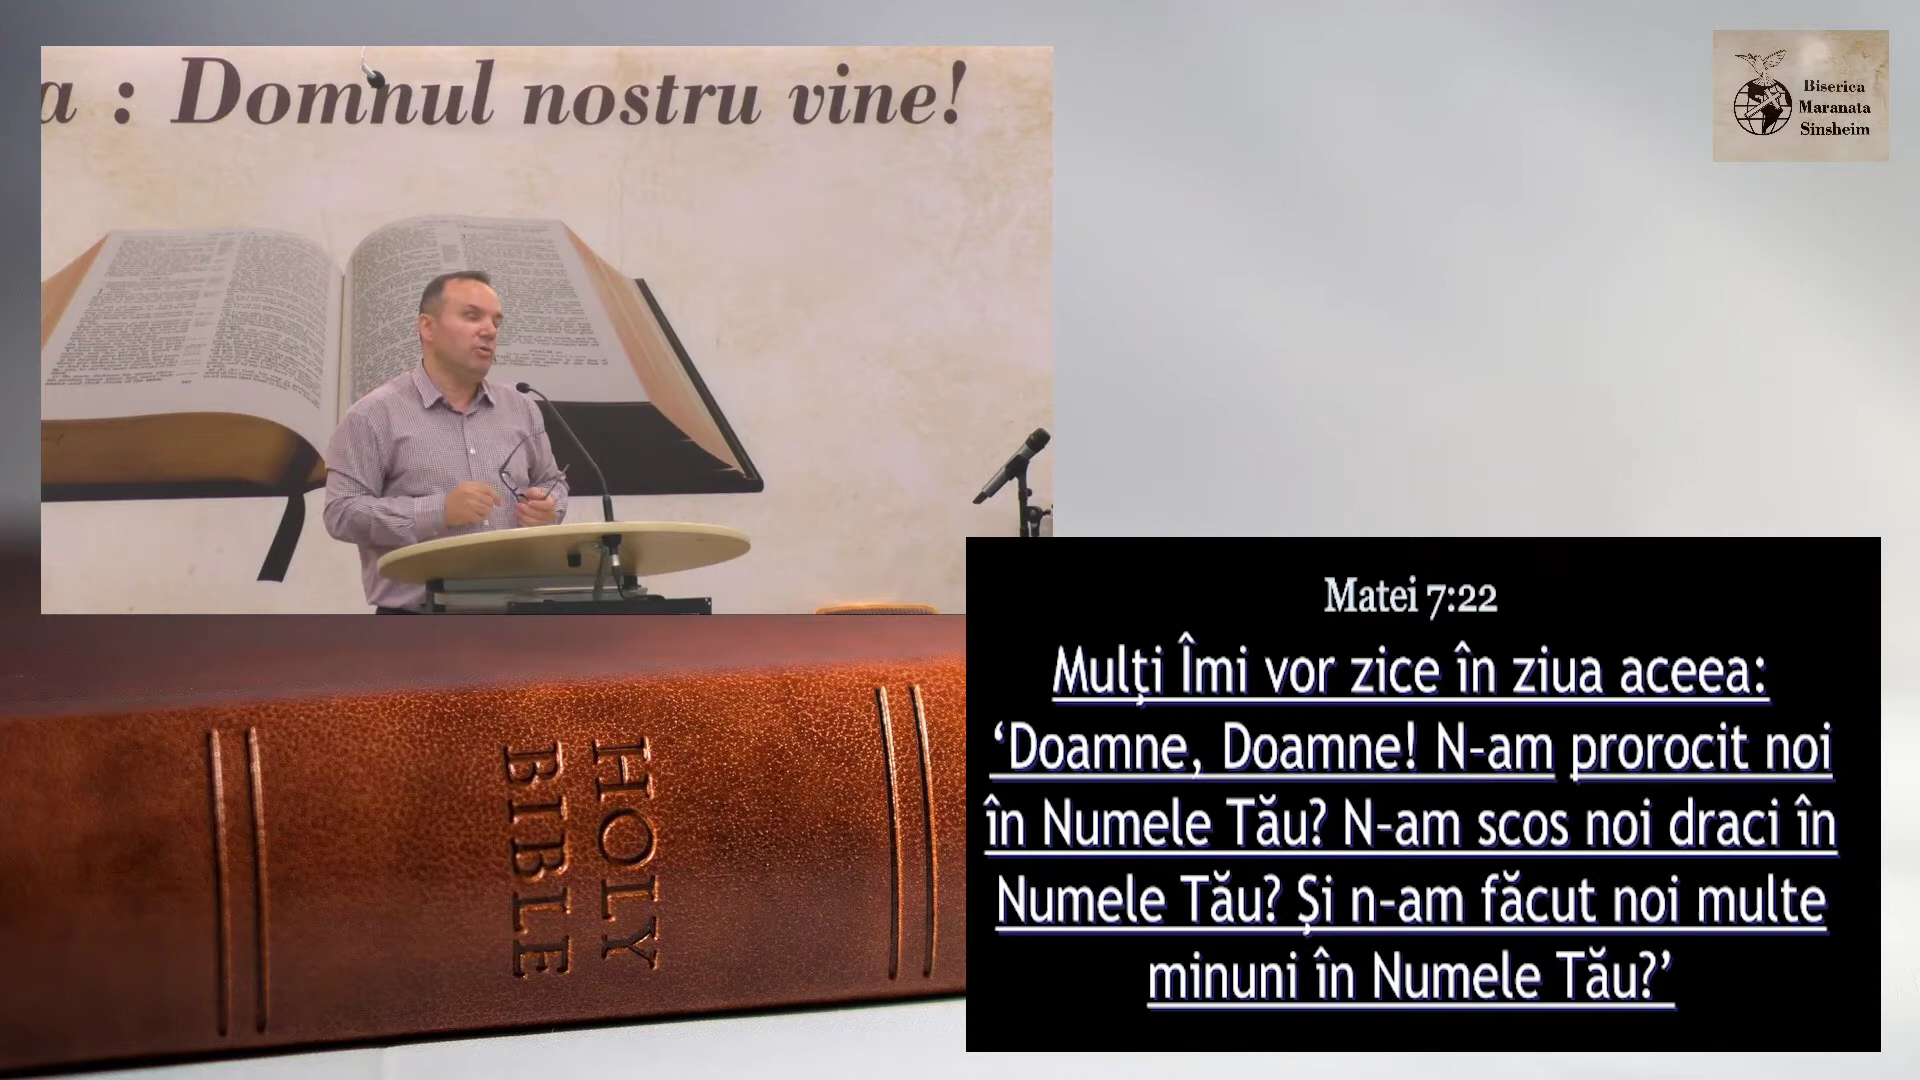 a : Domnul nostru vine!
Biserica
Maranata
Sinsheim
HOLY
BIBLE
Matei 7:22
Mulți Îmi vor zice în ziua aceea:
‘Doamne, Doamne! N-am prorocit noi
în Numele Tău? N-am scos noi draci în
Numele Tău? Și n-am făcut noi multe
minuni în Numele Tău?’